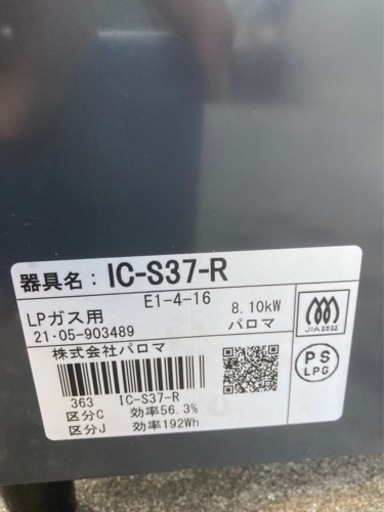 器具名：IC-S37-R
E1-4-16
LPガス用 8.10kW
21·05-903489 パロマ
株式会社パロマ
JIA認証
PS
LPG
363 IC-S37-R
区分C 効率56.3%
区分J 効率192Wh